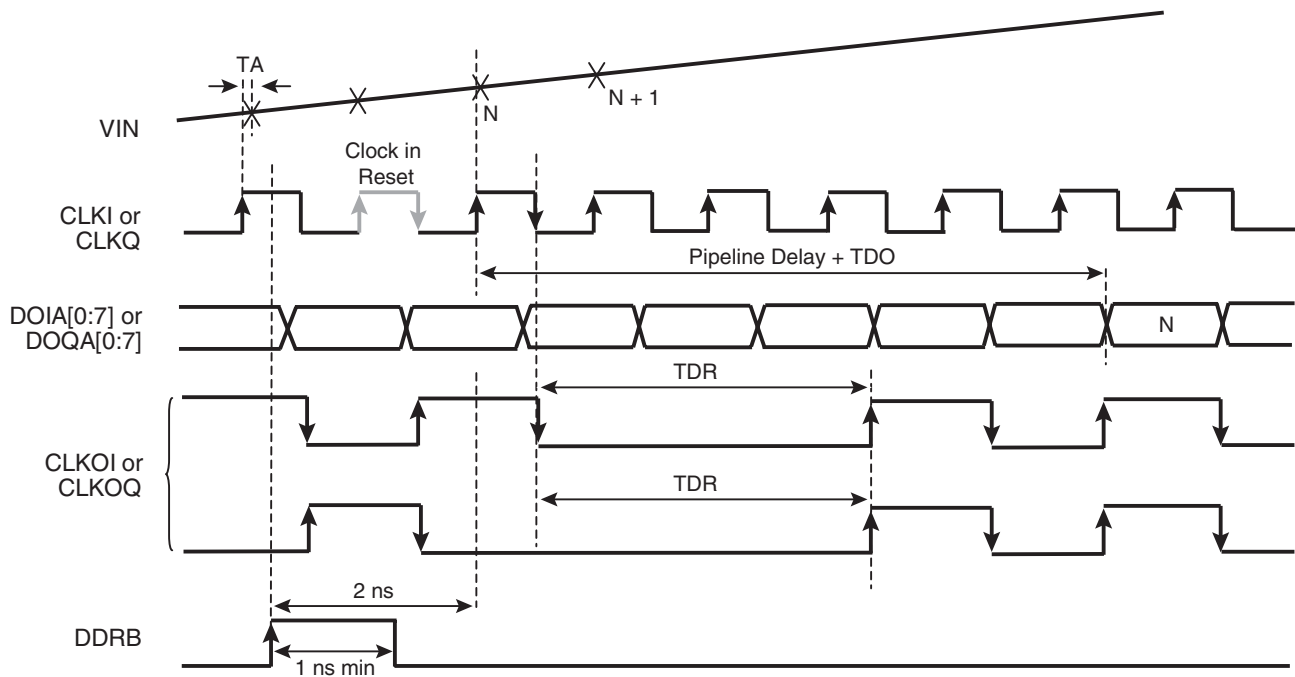 TA
N
N + 1
VIN
Clock in
Reset
CLKI or
CLKQ
Pipeline Delay + TDO
DOIA[0:7] or
DOQA[0:7]
N
TDR
CLKOI or
CLKOQ
TDR
2 ns
DDRB
1 ns min